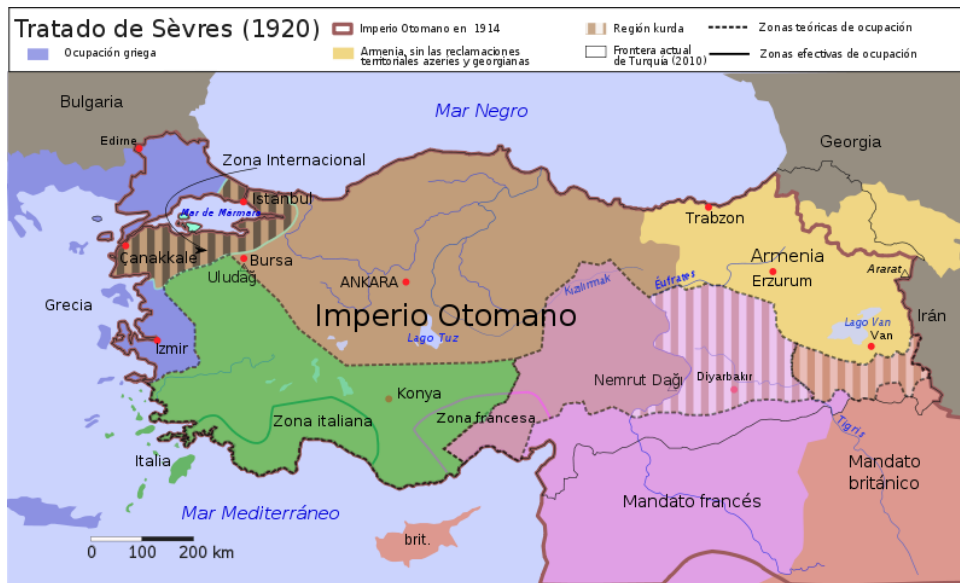 Tratado de Sèvres (1920)
Ocupación griega
Imperio Otomano en 1914
Armenia, sin las reclamaciones
territoriales azeríes y georgianas
Región kurda
Frontera actual
de Turquía (2010)
Zonas teóricas de ocupación
Zonas efectivas de ocupación
Bulgaria
Mar Negro
Georgia
Edirne
Zona Internacional
Istanbul
Mar de Mármara
Trabzon
Çanakkale
Bursa
Uludağ
Armenia
Erzurum
Ararat
ANKARA
Kızılırmak
Éufrates
Grecia
Imperio Otomano
Irán
Lago Tuz
Lago Van
Van
İzmir
Nemrut Dağı
Diyarbakır
Konya
Zona italiana
Zona francesa
Tigris
Italia
Mandato francés
Mandato
británico
Mar Mediterráneo
brit.
0 100 200 km